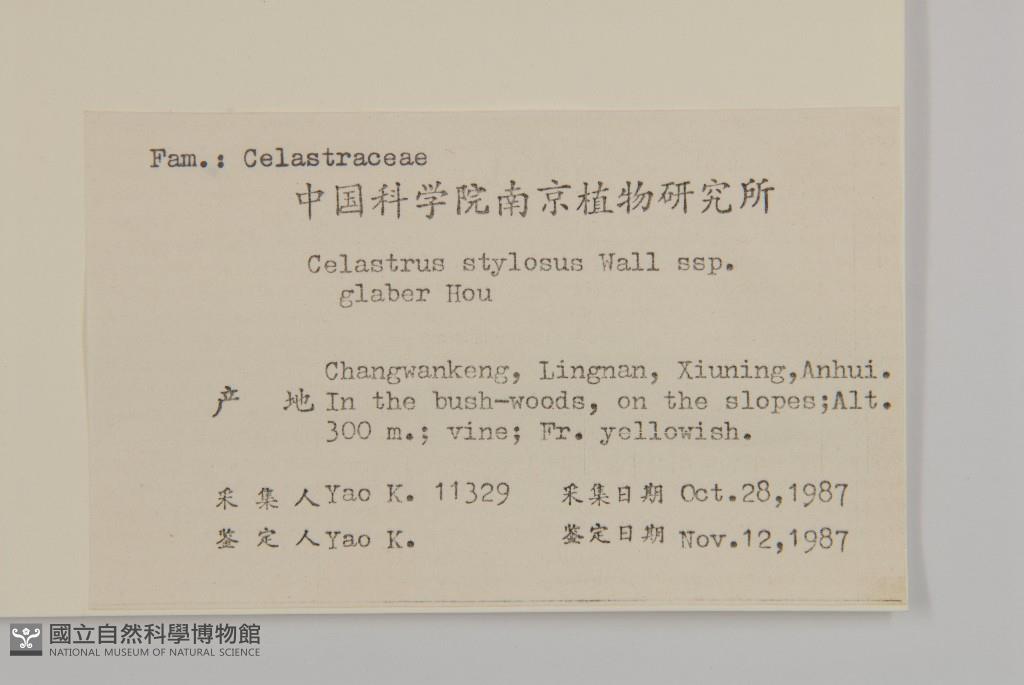 Fam.: Celastraceae
中国科学院南京植物研究所
Celastrus stylosus Wall ssp.
glaber Hou
Changwankeng, Lingnan, Xiuning,Anhui.
产 地 In the bush-woods, on the slopes;Alt.
300 m.; vine; Fr. yellowish.
采集人 Yao K. 11329 采集日期 Oct.28,1987
鉴定人 Yao K. 鉴定日期 Nov.12,1987
國立自然科學博物館
NATIONAL MUSEUM OF NATURAL SCIENCE